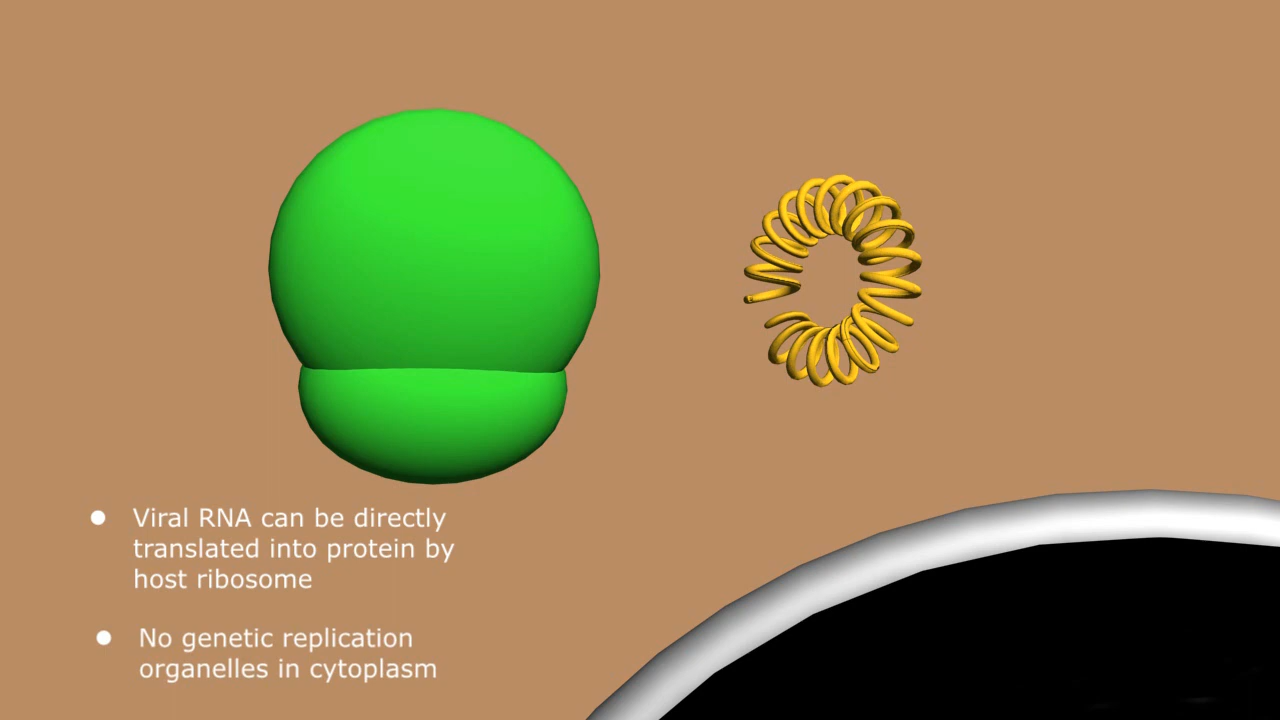 ● Viral RNA can be directly
translated into protein by
host ribosome
● No genetic replication
organelles in cytoplasm